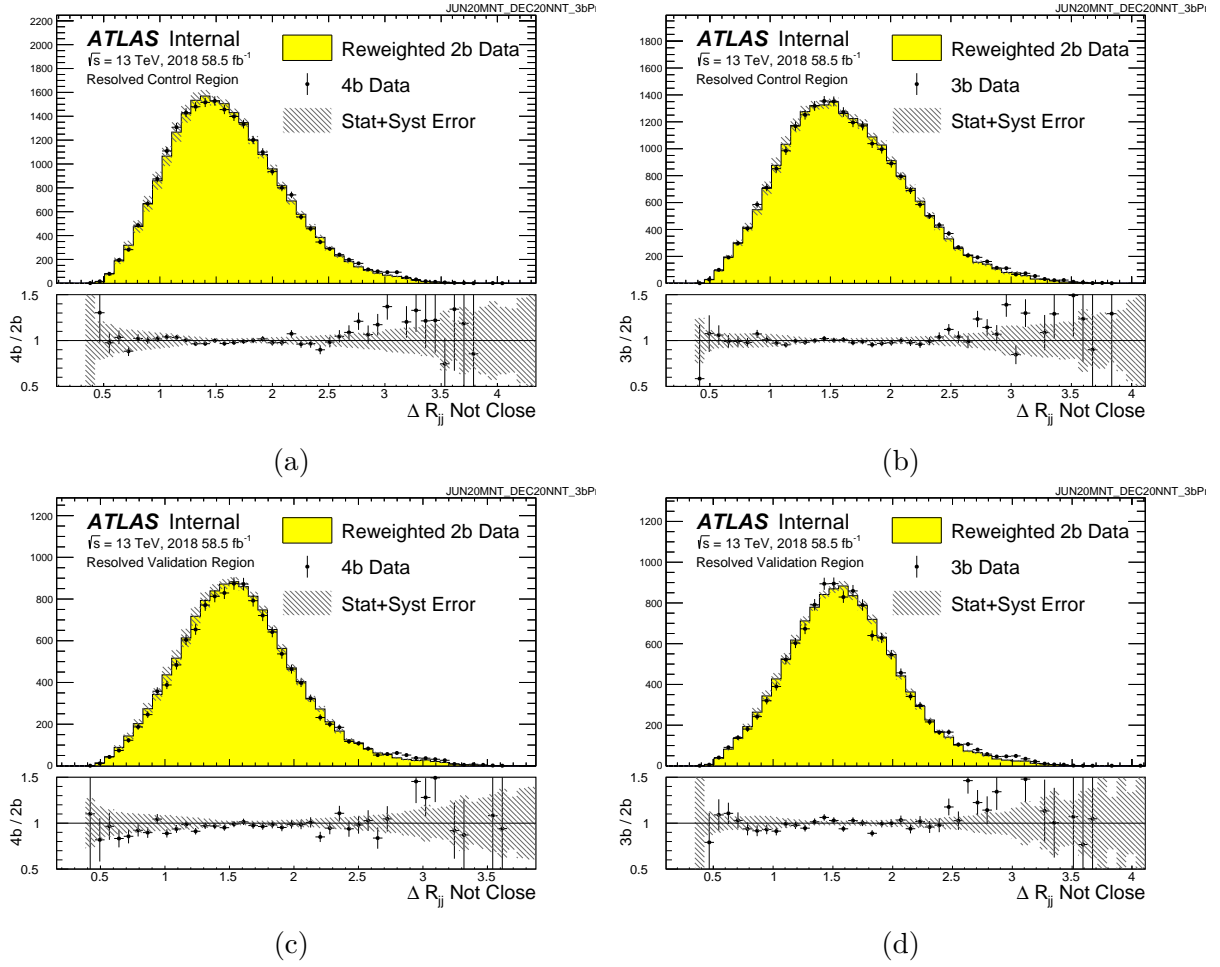 JUN20MNT_DEC20NNT_3bPr
2200
2000
1800
1600
1400
1200
1000
800
600
400
200
0
ATLAS Internal
√s = 13 TeV, 2018 58.5 fb-1
Resolved Control Region
Reweighted 2b Data
4b Data
Stat+Syst Error
1.5
1
0.5
4b / 2b
0.5 1 1.5 2 2.5 3 3.5 4
Δ Rjj Not Close
(a)
JUN20MNT_DEC20NNT_3bPr
1800
1600
1400
1200
1000
800
600
400
200
0
ATLAS Internal
√s = 13 TeV, 2018 58.5 fb-1
Resolved Control Region
Reweighted 2b Data
3b Data
Stat+Syst Error
1.5
1
0.5
3b / 2b
0.5 1 1.5 2 2.5 3 3.5 4
Δ Rjj Not Close
(b)
JUN20MNT_DEC20NNT_3bPr
1200
1000
800
600
400
200
0
ATLAS Internal
√s = 13 TeV, 2018 58.5 fb-1
Resolved Validation Region
Reweighted 2b Data
4b Data
Stat+Syst Error
1.5
1
0.5
4b / 2b
0.5 1 1.5 2 2.5 3 3.5
Δ Rjj Not Close
(c)
JUN20MNT_DEC20NNT_3bPr
1200
1000
800
600
400
200
0
ATLAS Internal
√s = 13 TeV, 2018 58.5 fb-1
Resolved Validation Region
Reweighted 2b Data
3b Data
Stat+Syst Error
1.5
1
0.5
3b / 2b
0.5 1 1.5 2 2.5 3 3.5 4
Δ Rjj Not Close
(d)